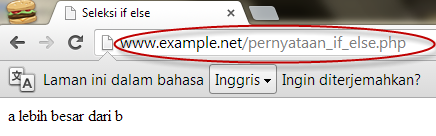 Seleksi if else
www.example.net/pernyataan_if_else.php
Laman ini dalam bahasa Inggris Ingin diterjemahkan?
a lebih besar dari b